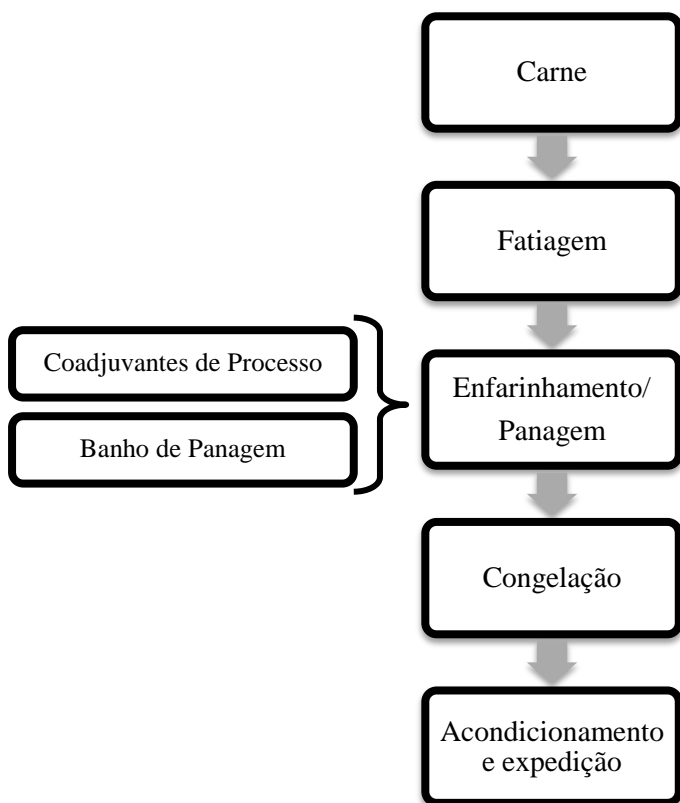 Carne
Fatiagem
Coadjuvantes de Processo
Banho de Panagem
Enfarinhamento/
Panagem
Congelação
Acondicionamento
e expedição